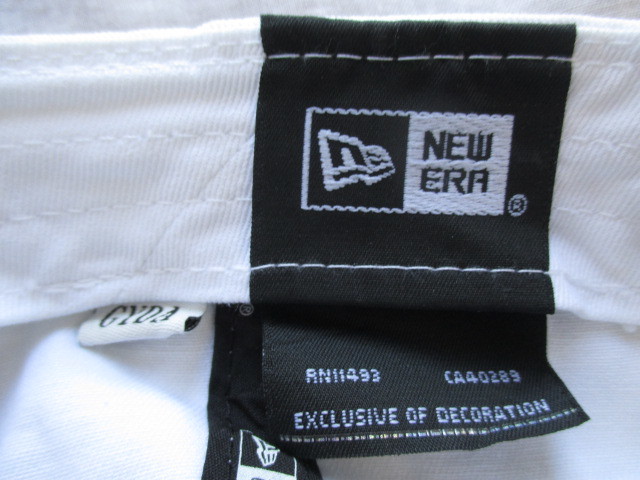 NEW
ERA
®
GYDA
®
RN11493 CA40289
EXCLUSIVE OF DECORATION